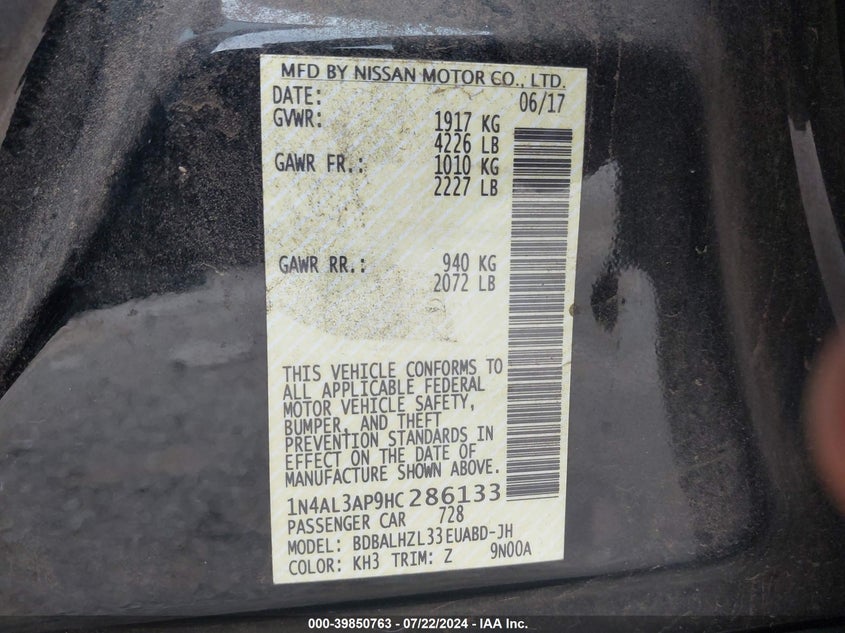 MFD BY NISSAN MOTOR CO., LTD.
DATE: 06/17
GVWR: 1917 KG
4226 LB
GAWR FR.: 1010 KG
2227 LB
GAWR RR.: 940 KG
2072 LB
THIS VEHICLE CONFORMS TO
ALL APPLICABLE FEDERAL
MOTOR VEHICLE SAFETY,
BUMPER, AND THEFT
PREVENTION STANDARDS IN
EFFECT ON THE DATE OF
MANUFACTURE SHOWN ABOVE.
1N4AL3AP9HC286133
PASSENGER CAR 728
MODEL: BDBALHZL33EUABD-JH
COLOR: KH3 TRIM: Z 9N00A
000-39850763 - 07/22/2024 - IAA Inc.